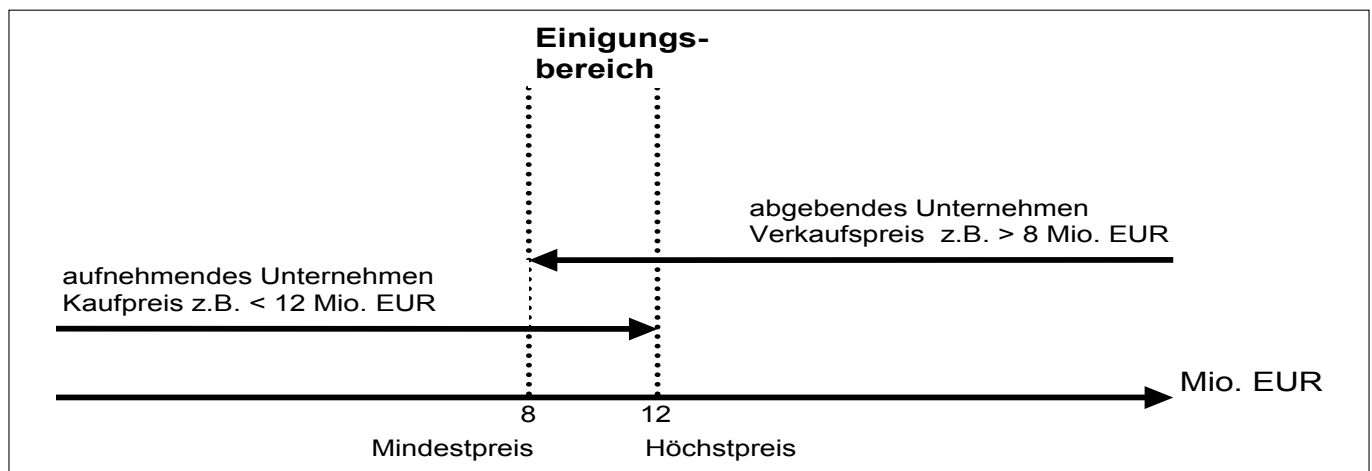 Einigungs-
bereich
abgebendes Unternehmen
Verkaufspreis z.B. > 8 Mio. EUR
aufnehmendes Unternehmen
Kaufpreis z.B. < 12 Mio. EUR
Mio. EUR
8 12
Mindestpreis Höchstpreis